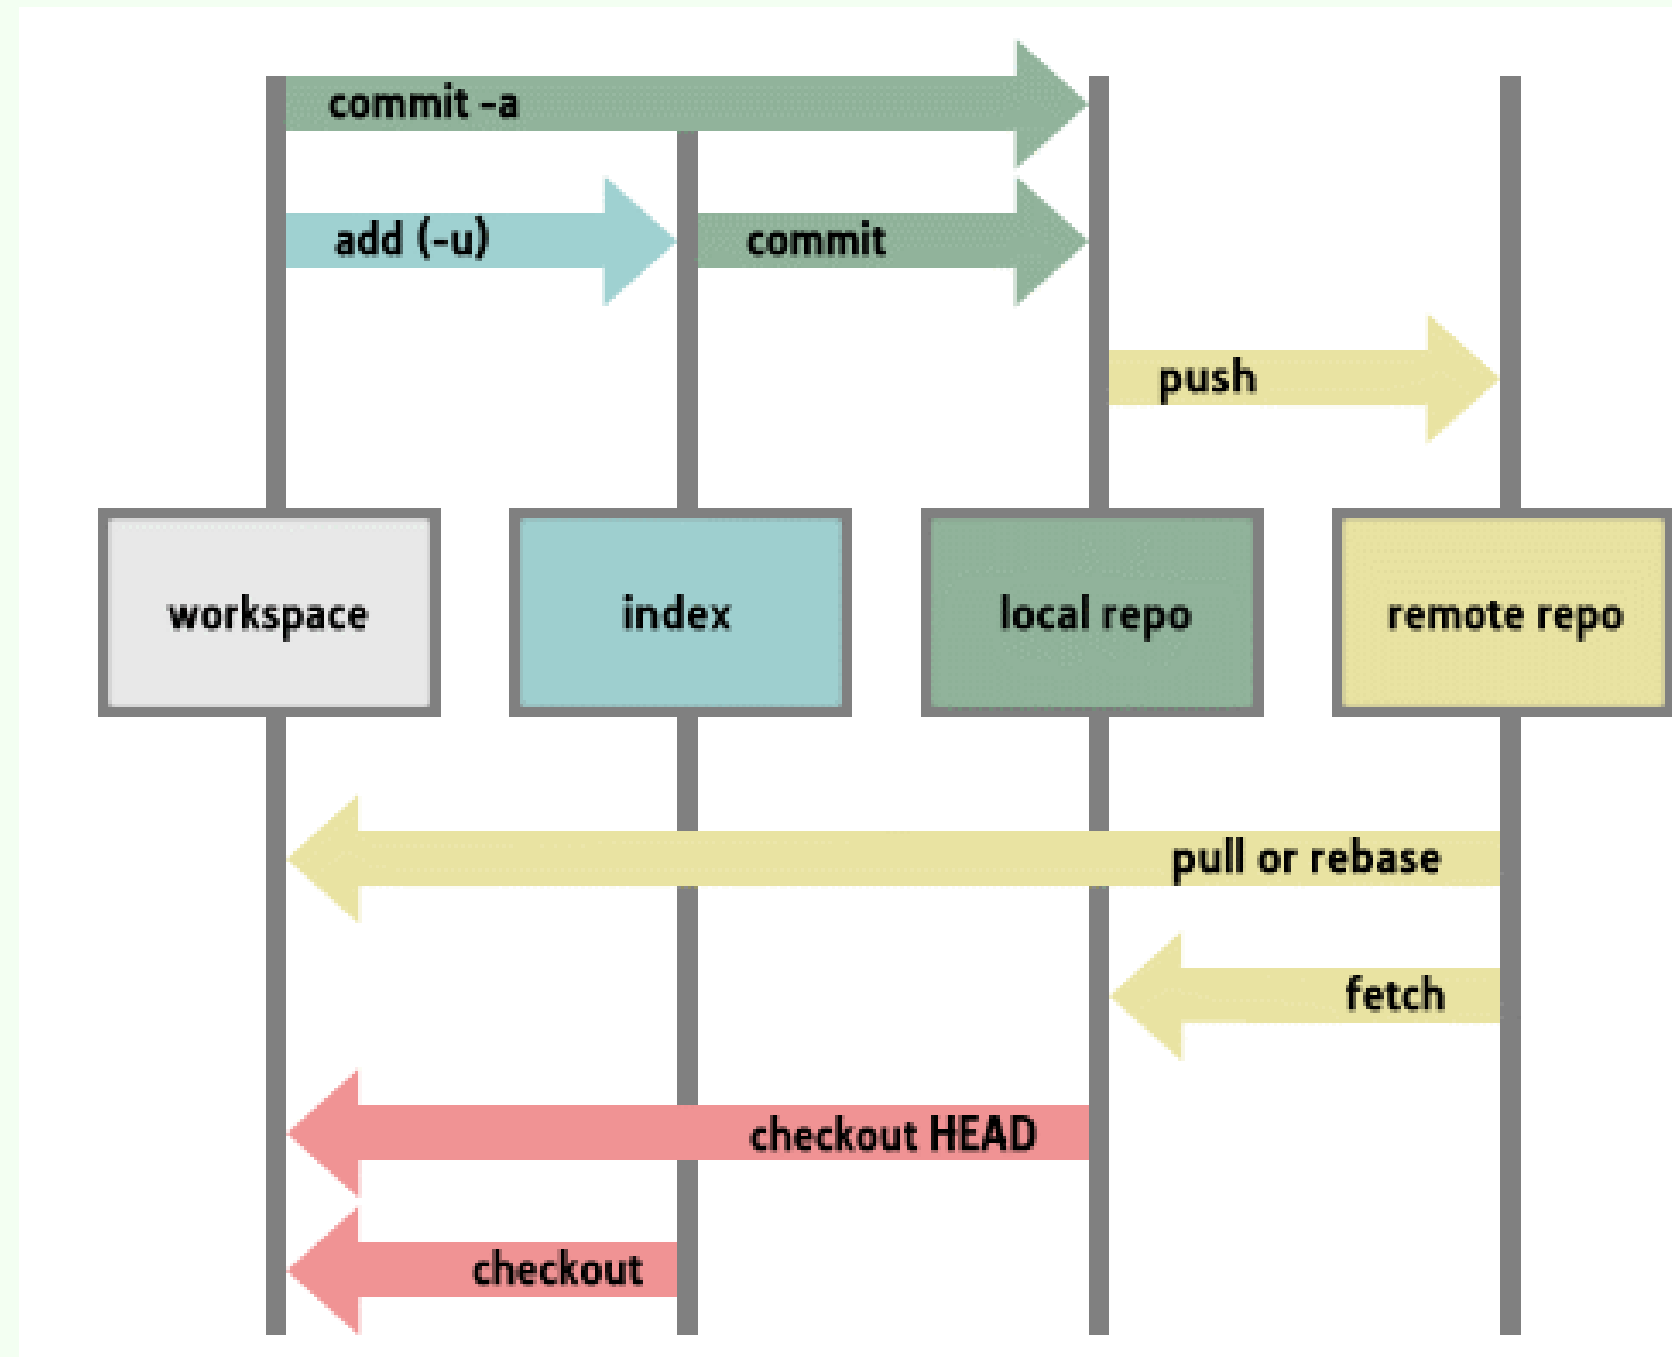 commit -a
add (-u)
commit
push
workspace
index
local repo
remote repo
pull or rebase
fetch
checkout HEAD
checkout